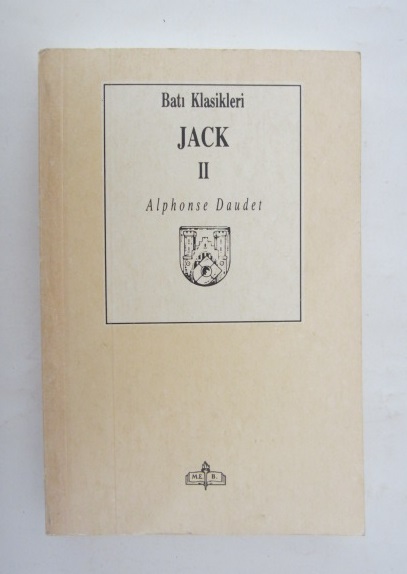 Batı Klasikleri
JACK
II
Alphonse Daudet
M.E. B.